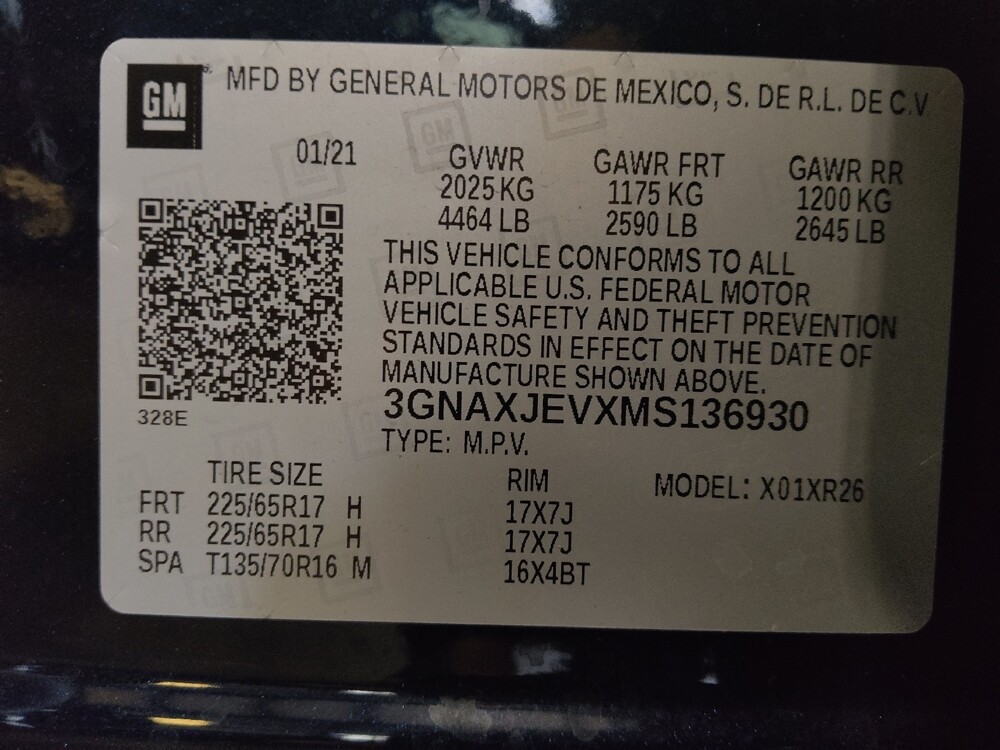 GM MFD BY GENERAL MOTORS DE MEXICO, S. DE R.L. DE C.V
01/21 GVWR GAWR FRT GAWR RR
2025 KG 1175 KG 1200 KG
4464 LB 2590 LB 2645 LB
THIS VEHICLE CONFORMS TO ALL
APPLICABLE U.S. FEDERAL MOTOR
VEHICLE SAFETY AND THEFT PREVENTION
STANDARDS IN EFFECT ON THE DATE OF
MANUFACTURE SHOWN ABOVE.
3GNAXJEVXMS136930
328E
TYPE: M.P.V.
TIRE SIZE RIM MODEL: X01XR26
FRT 225/65R17 H 17X7J
RR 225/65R17 H 17X7J
SPA T135/70R16 M 16X4BT